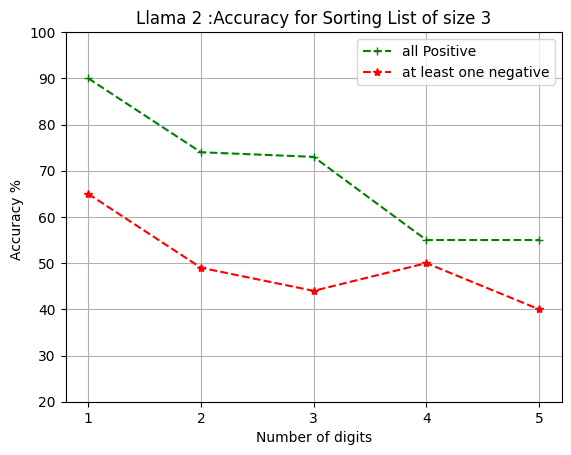 Llama 2 :Accuracy for Sorting List of size 3
all Positive
at least one negative
Accuracy %
100
90
80
70
60
50
40
30
20
1 2 3 4 5
Number of digits